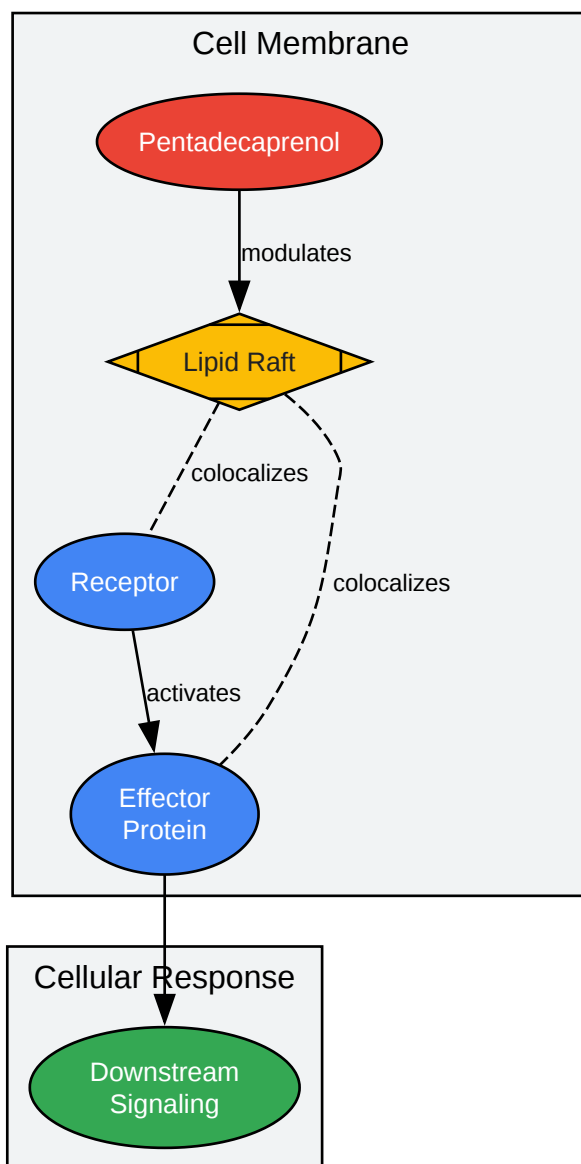 Cell Membrane
Pentadecaprenol
modulates
Lipid Raft
colocalizes
Receptor
colocalizes
activates
Effector
Protein
Cellular Response
Downstream
Signaling